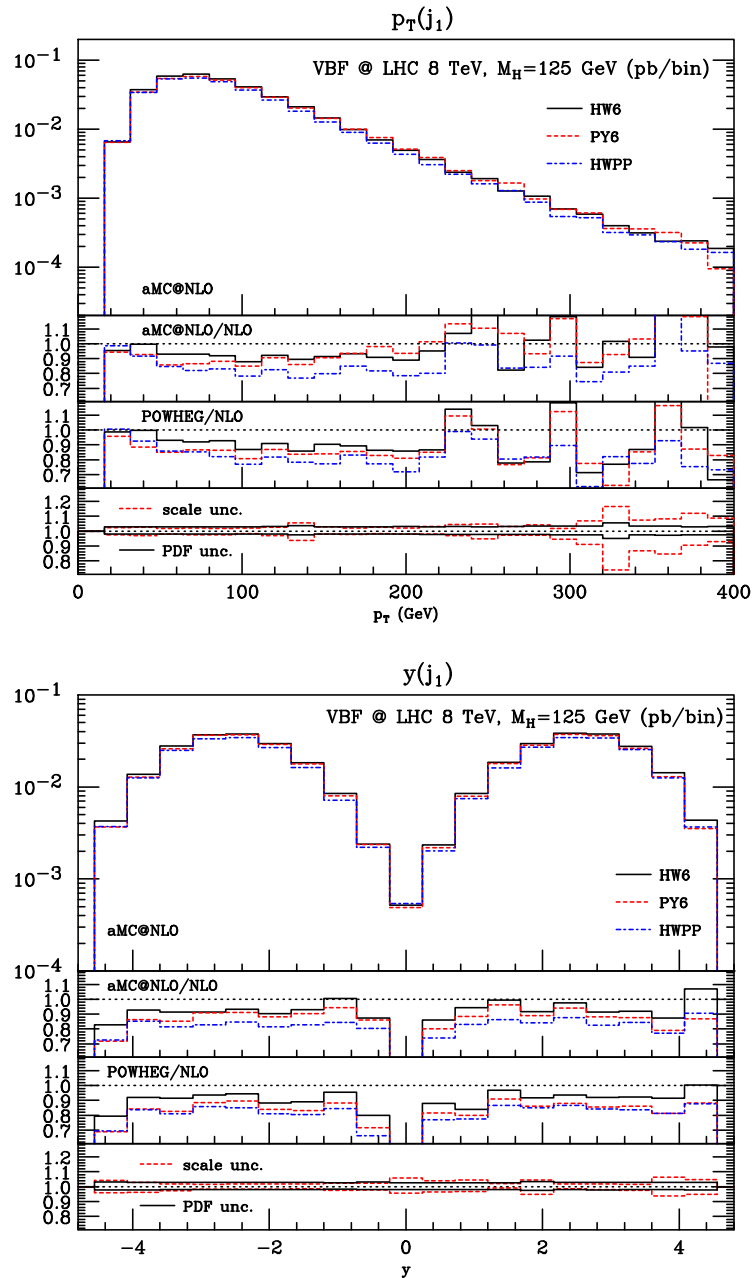 p_T(j_1)
VBF @ LHC 8 TeV, M_H=125 GeV (pb/bin)
10^-1
HW6
PY6
10^-2
HWPP
10^-3
10^-4
aMC@NLO
aMC@NLO/NLO
1.1
1.0
0.9
0.8
0.7
POWHEG/NLO
1.1
1.0
0.9
0.8
0.7
1.2
scale unc.
1.1
1.0
0.9
PDF unc.
0.8
0 100 200 300 400
p_T (GeV)
y(j_1)
10^-1
VBF @ LHC 8 TeV, M_H=125 GeV (pb/bin)
10^-2
10^-3
HW6
PY6
HWPP
aMC@NLO
10^-4
aMC@NLO/NLO
1.1
1.0
0.9
0.8
0.7
POWHEG/NLO
1.1
1.0
0.9
0.8
0.7
1.2
scale unc.
1.1
1.0
0.9
PDF unc.
0.8
−4 −2 0 2 4
y